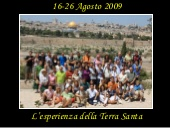 16-26 Agosto 2009
L'esperienza della Terra Santa